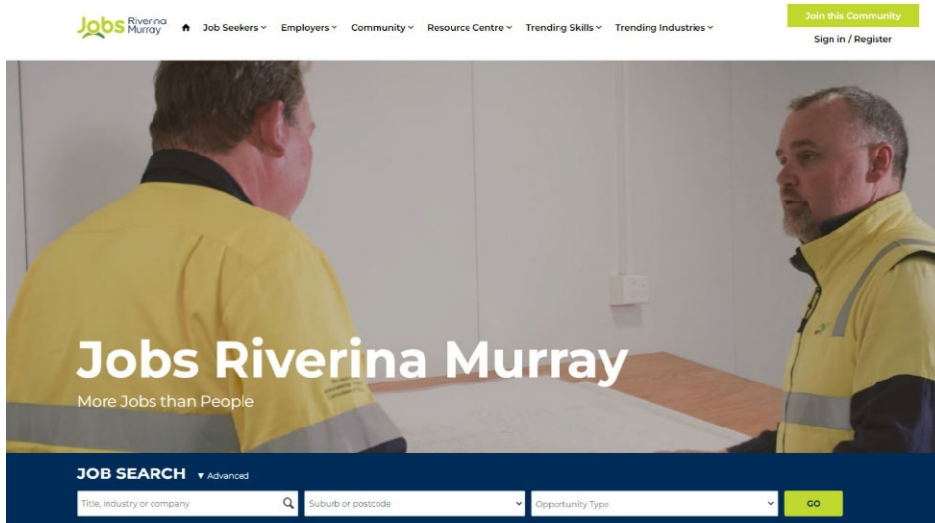 Jobs Riverina Murray
Job Seekers
Employers
Community
Resource Centre
Trending Skills
Trending Industries
Join this Community
Sign in / Register
Jobs Riverina Murray
More Jobs than People
JOB SEARCH ▼ Advanced
Title, industry or company
Suburb or postcode
Opportunity Type
GO